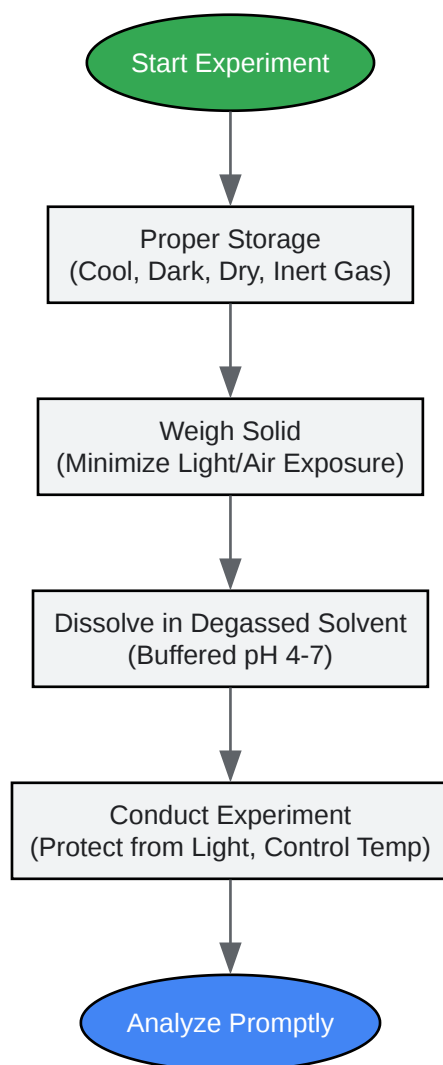 Start Experiment
Proper Storage
(Cool, Dark, Dry, Inert Gas)
Weigh Solid
(Minimize Light/Air Exposure)
Dissolve in Degassed Solvent
(Buffered pH 4-7)
Conduct Experiment
(Protect from Light, Control Temp)
Analyze Promptly